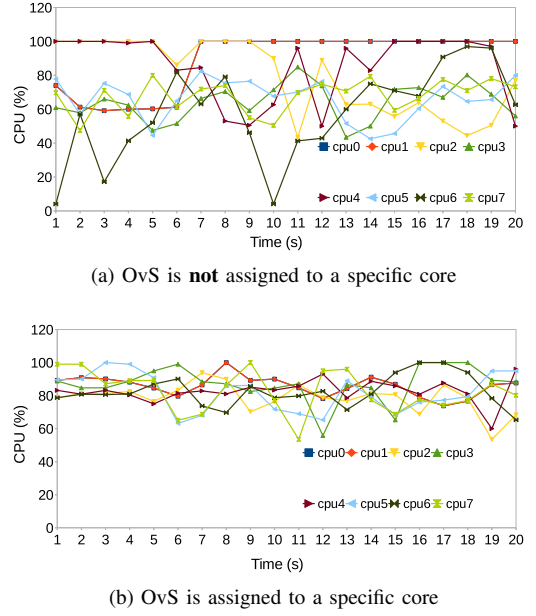 120
100
80
60
40
20
0
CPU (%)
cpu0 cpu1 cpu2 cpu3
cpu4 cpu5 cpu6 cpu7
1 2 3 4 5 6 7 8 9 10 11 12 13 14 15 16 17 18 19 20
Time (s)
(a) OvS is not assigned to a specific core
120
100
80
60
40
20
0
CPU (%)
cpu0 cpu1 cpu2 cpu3
cpu4 cpu5 cpu6 cpu7
1 2 3 4 5 6 7 8 9 10 11 12 13 14 15 16 17 18 19 20
Time (s)
(b) OvS is assigned to a specific core